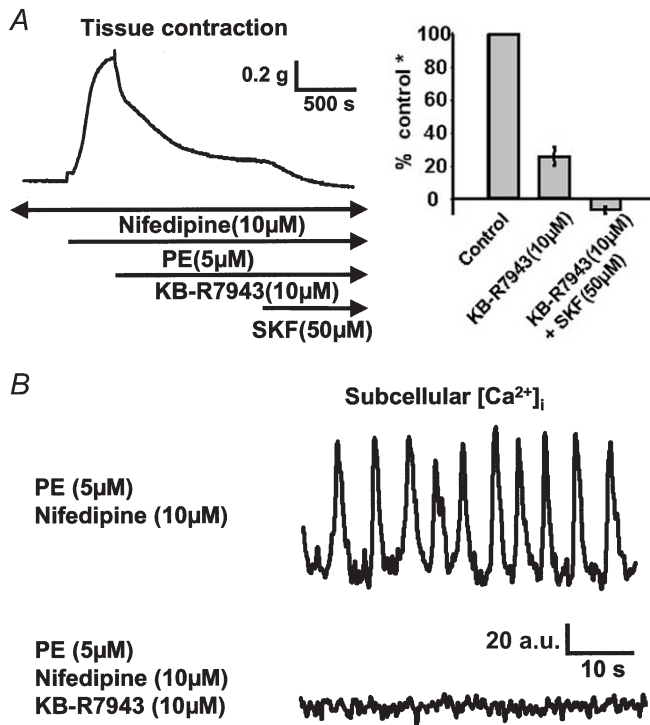 A
Tissue contraction
0.2 g
500 s
Nifedipine(10µM)
PE(5µM)
KB-R7943(10µM)
SKF(50µM)
% control *
100
80
60
40
20
0
Control
KB-R7943(10µM)
KB-R7943(10µM)
+ SKF(50µM)
B
Subcellular [Ca²⁺]ᵢ
PE (5µM)
Nifedipine (10µM)
20 a.u.
10 s
PE (5µM)
Nifedipine (10µM)
KB-R7943 (10µM)